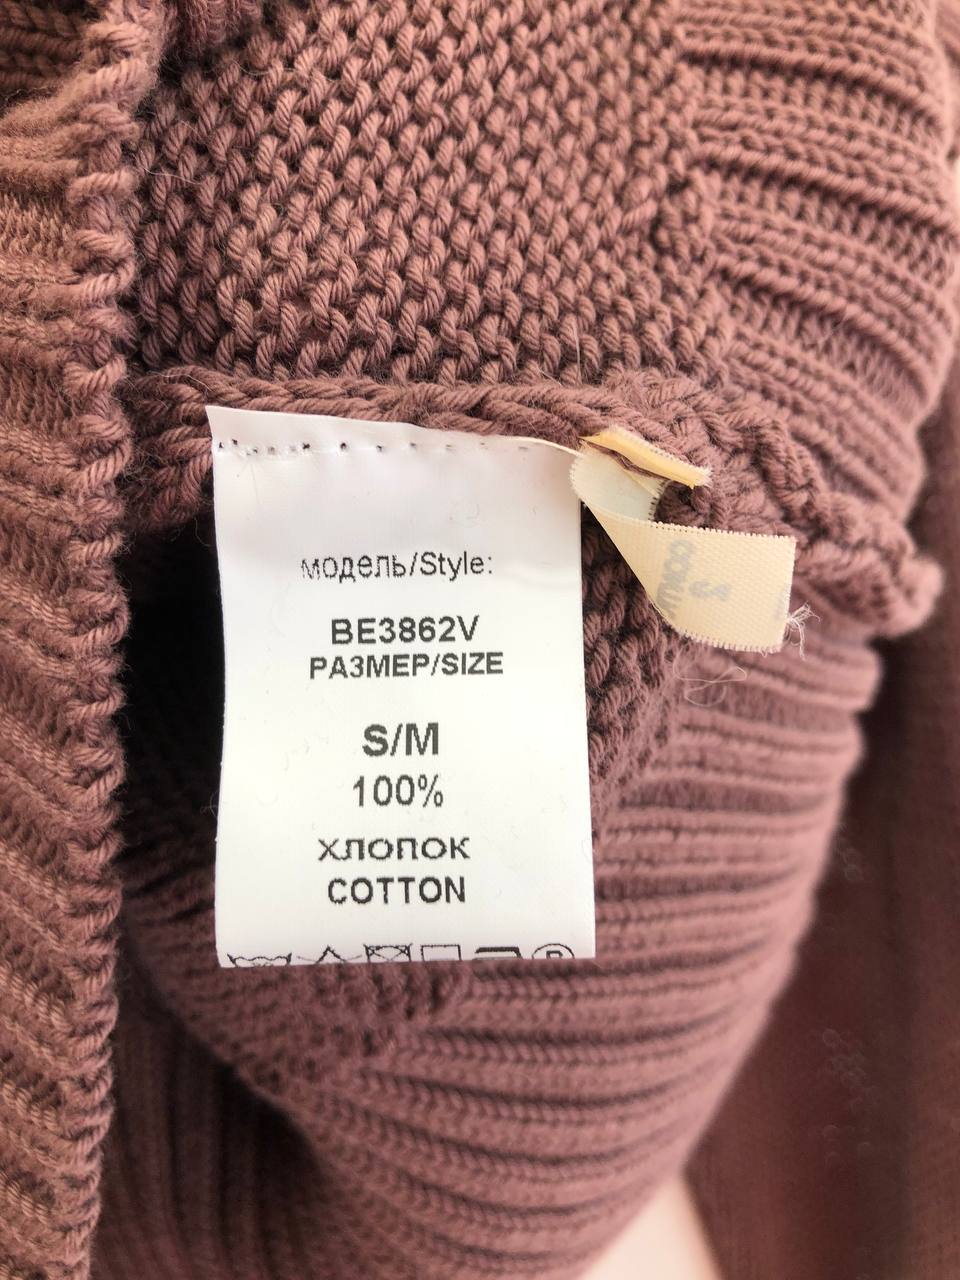 модель/Style:
BE3862V
РАЗМЕР/SIZE
S/M
100%
хлопок
COTTON
P